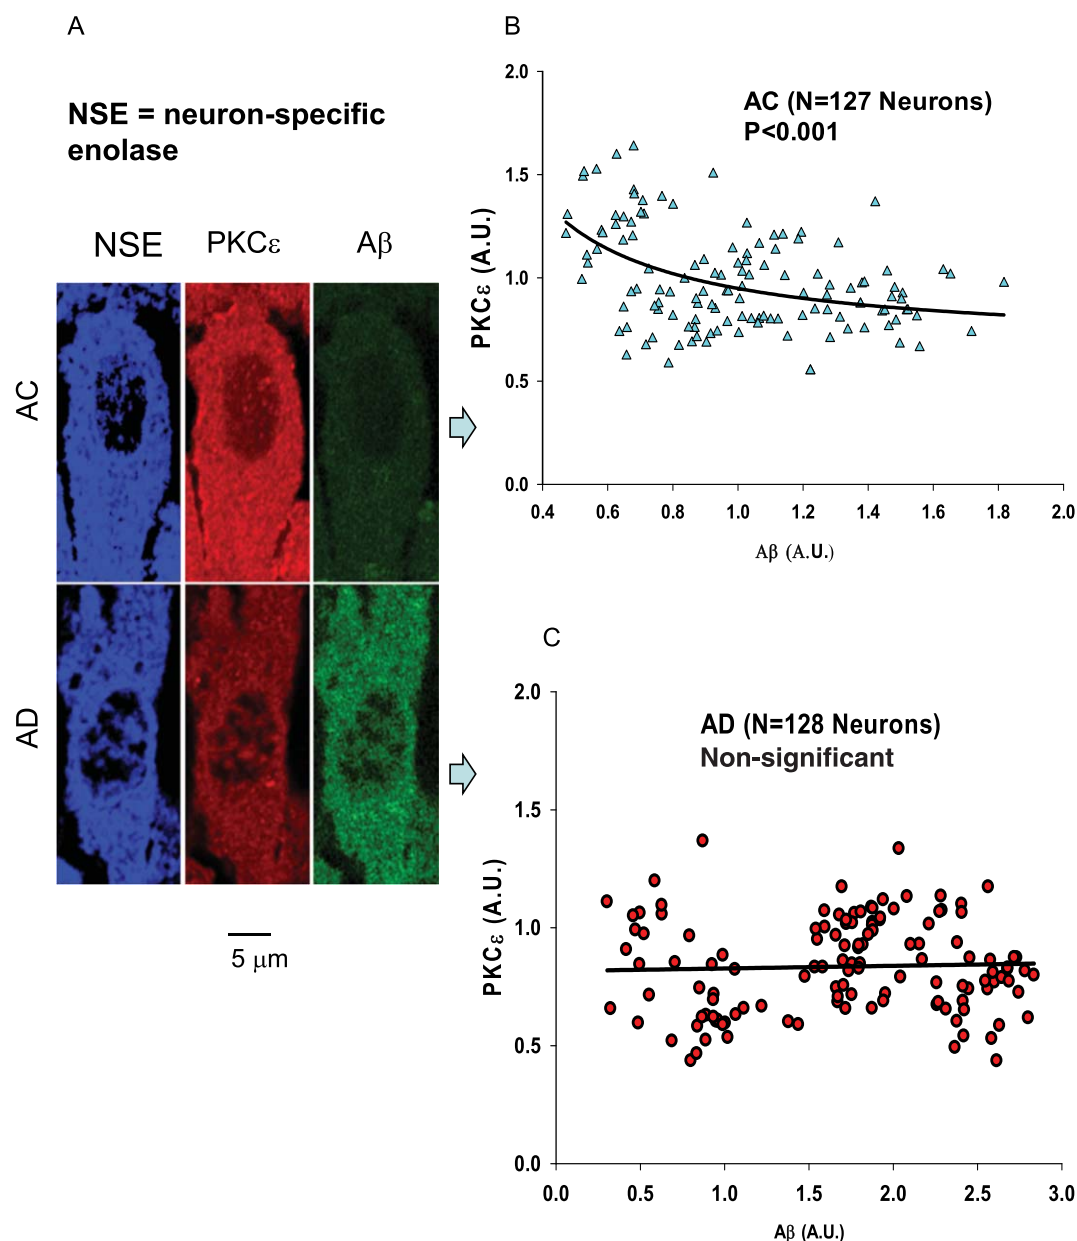 A
NSE = neuron-specific
enolase
NSE
PKCε
Aβ
AC
AD
5 μm
B
AC (N=127 Neurons)
P<0.001
PKCε (A.U.)
2.0
1.5
1.0
0.5
0.0
0.4
0.6
0.8
1.0
1.2
1.4
1.6
1.8
2.0
Aβ (A.U.)
C
AD (N=128 Neurons)
Non-significant
PKCε (A.U.)
2.0
1.5
1.0
0.5
0.0
0.0
0.5
1.0
1.5
2.0
2.5
3.0
Aβ (A.U.)